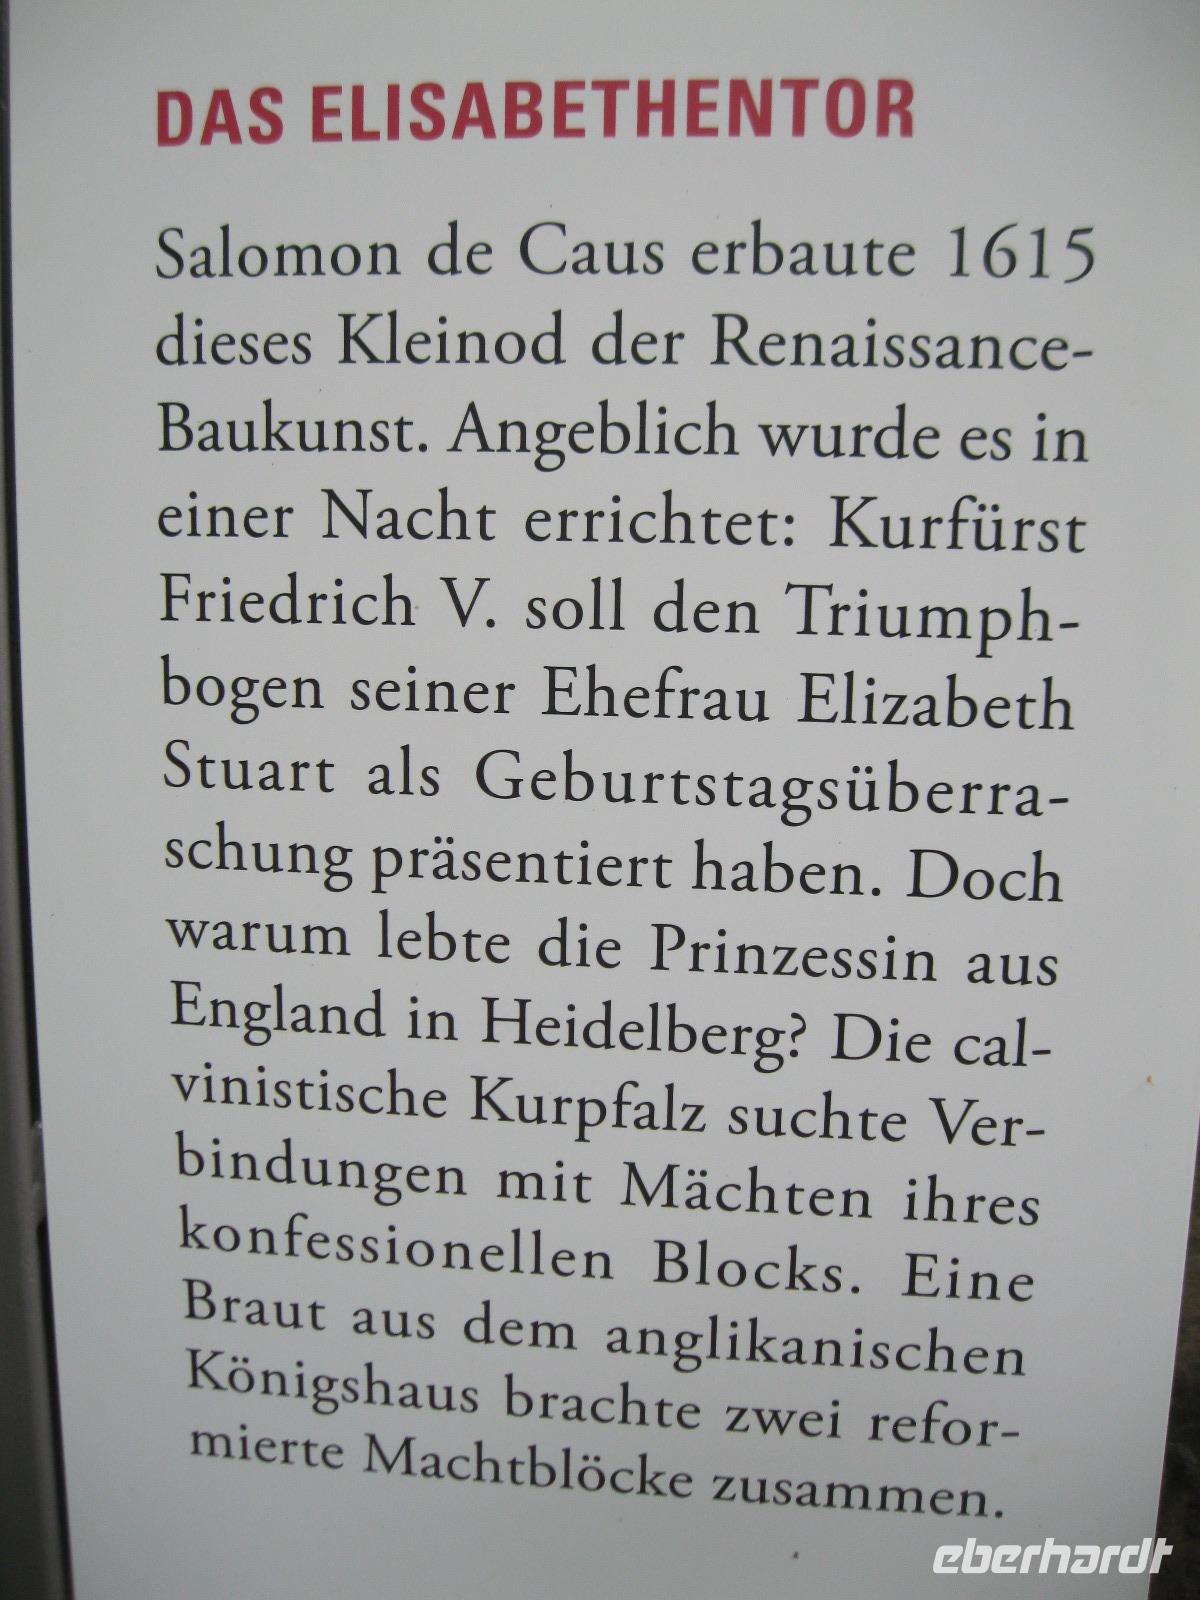 DAS ELISABETHENTOR
Salomon de Caus erbaute 1615
dieses Kleinod der Renaissance-
Baukunst. Angeblich wurde es in
einer Nacht errichtet: Kurfürst
Friedrich V. soll den Triumph-
bogen seiner Ehefrau Elizabeth
Stuart als Geburtstagsüberra-
schung präsentiert haben. Doch
warum lebte die Prinzessin aus
England in Heidelberg? Die cal-
vinistische Kurpfalz suchte Ver-
bindungen mit Mächten ihres
konfessionellen Blocks. Eine
Braut aus dem anglikanischen
Königshaus brachte zwei refor-
mierte Machtblöcke zusammen.
eberhardt